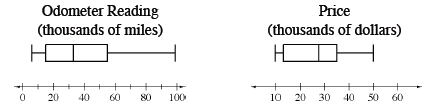 Odometer Reading
(thousands of miles)
0 20 40 60 80 100
Price
(thousands of dollars)
10 20 30 40 50 60